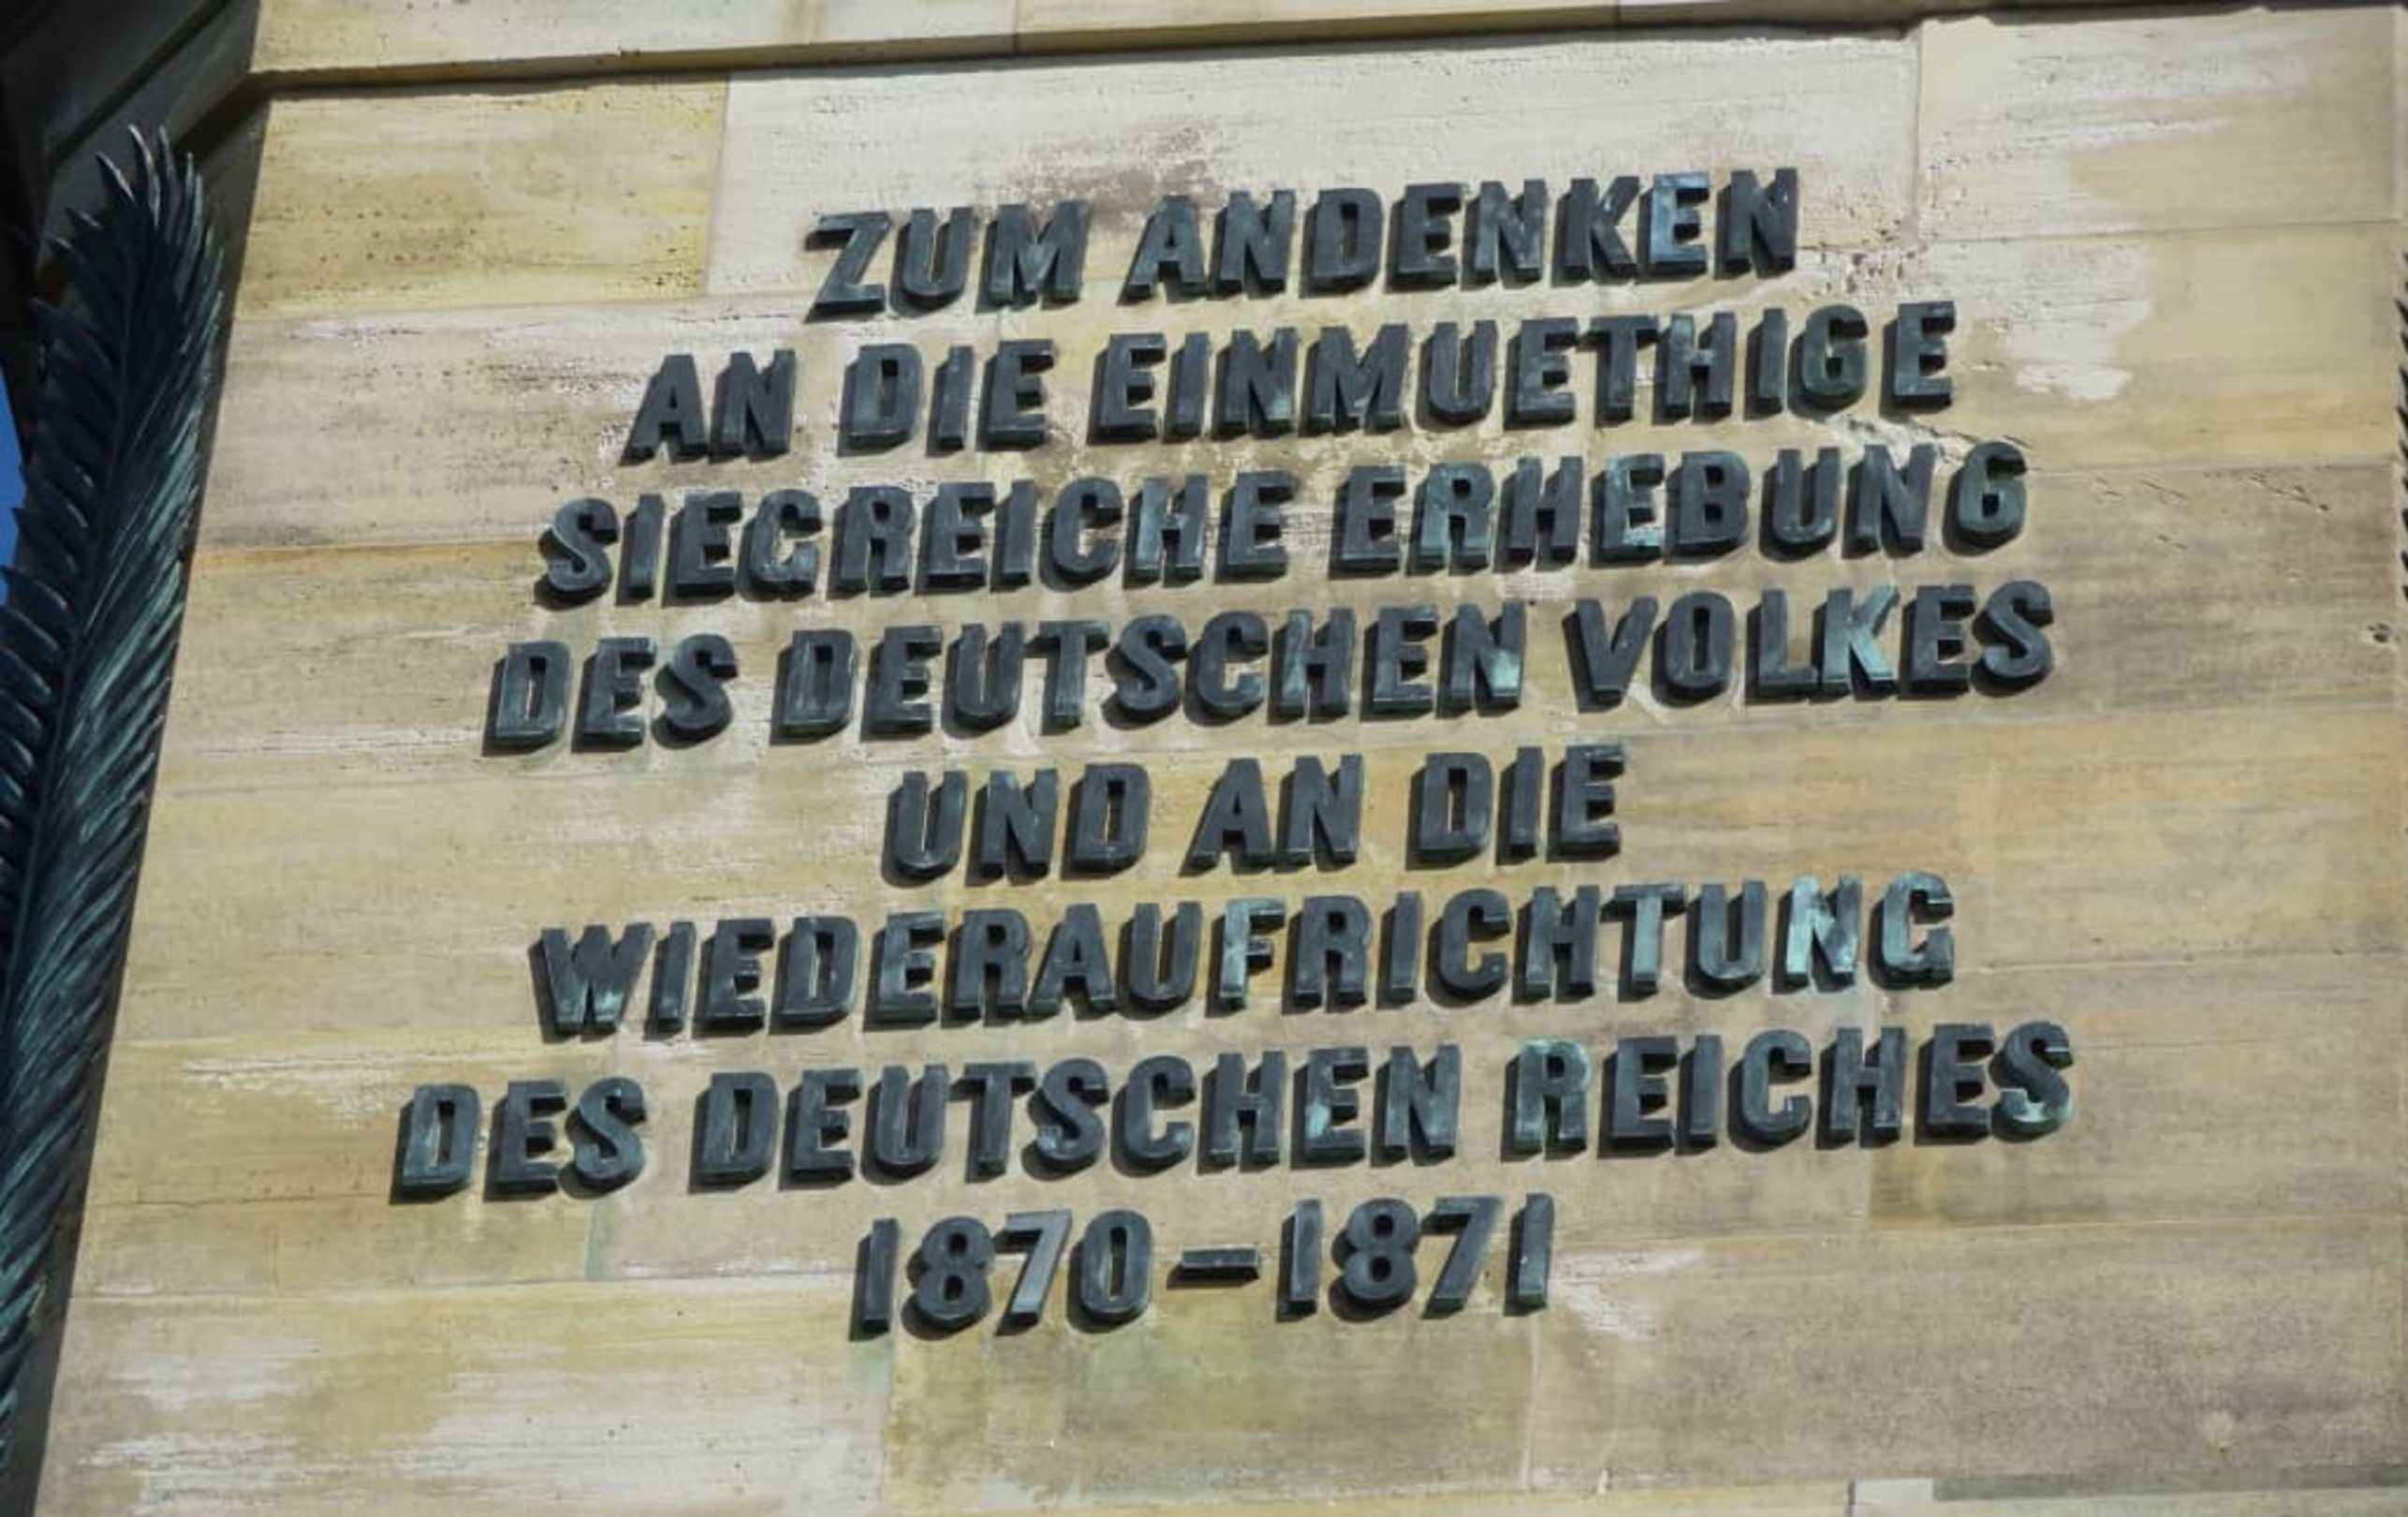 ZUM ANDENKEN
AN DIE EINMUETHIGE
SIEGREICHE ERHEBUNG
DES DEUTSCHEN VOLKES
UND AN DIE
WIEDERAUFRICHTUNG
DES DEUTSCHEN REICHES
1870-1871